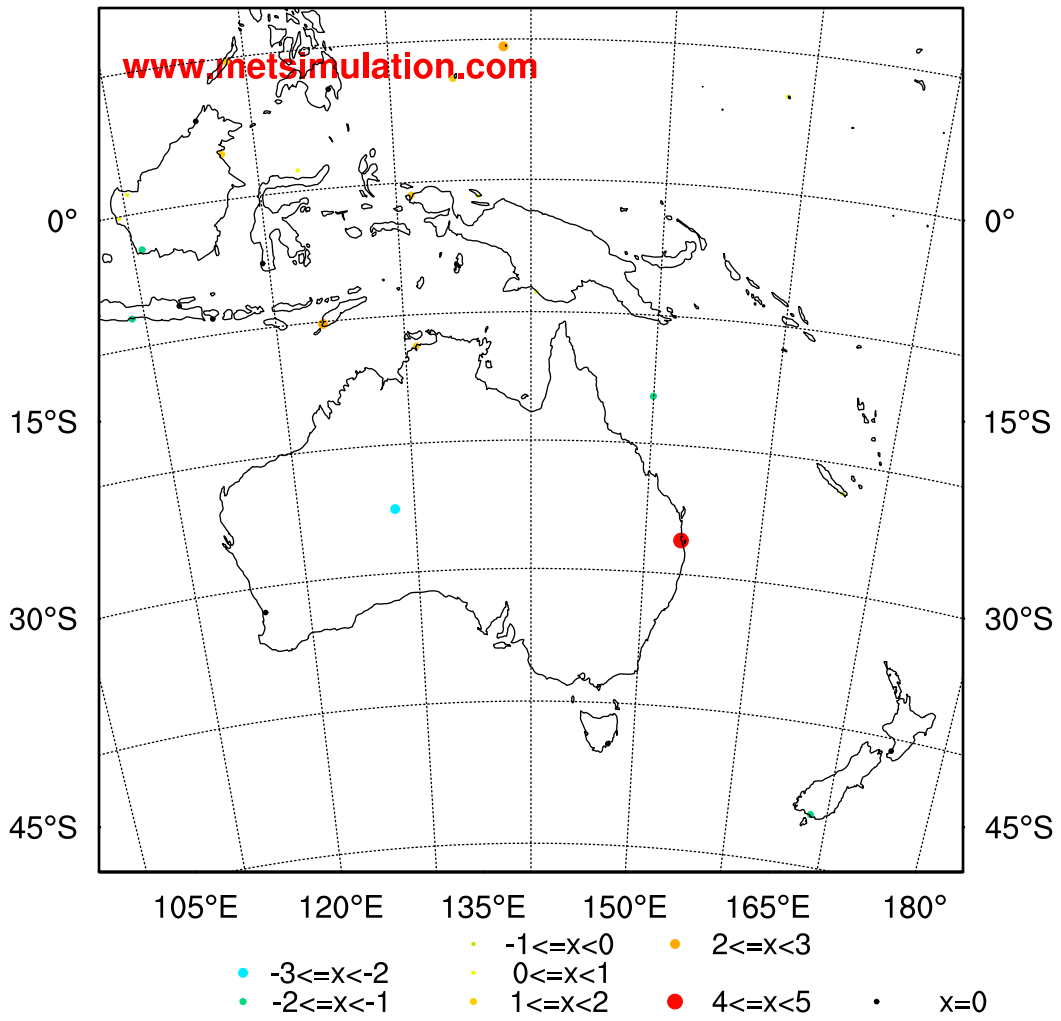 www.metsimulation.com
0° 0°
15°S 15°S
30°S 30°S
45°S 45°S
105°E 120°E 135°E 150°E 165°E 180°
-1<=x<0 2<=x<3
-3<=x<-2 0<=x<1
-2<=x<-1 1<=x<2 4<=x<5 x=0